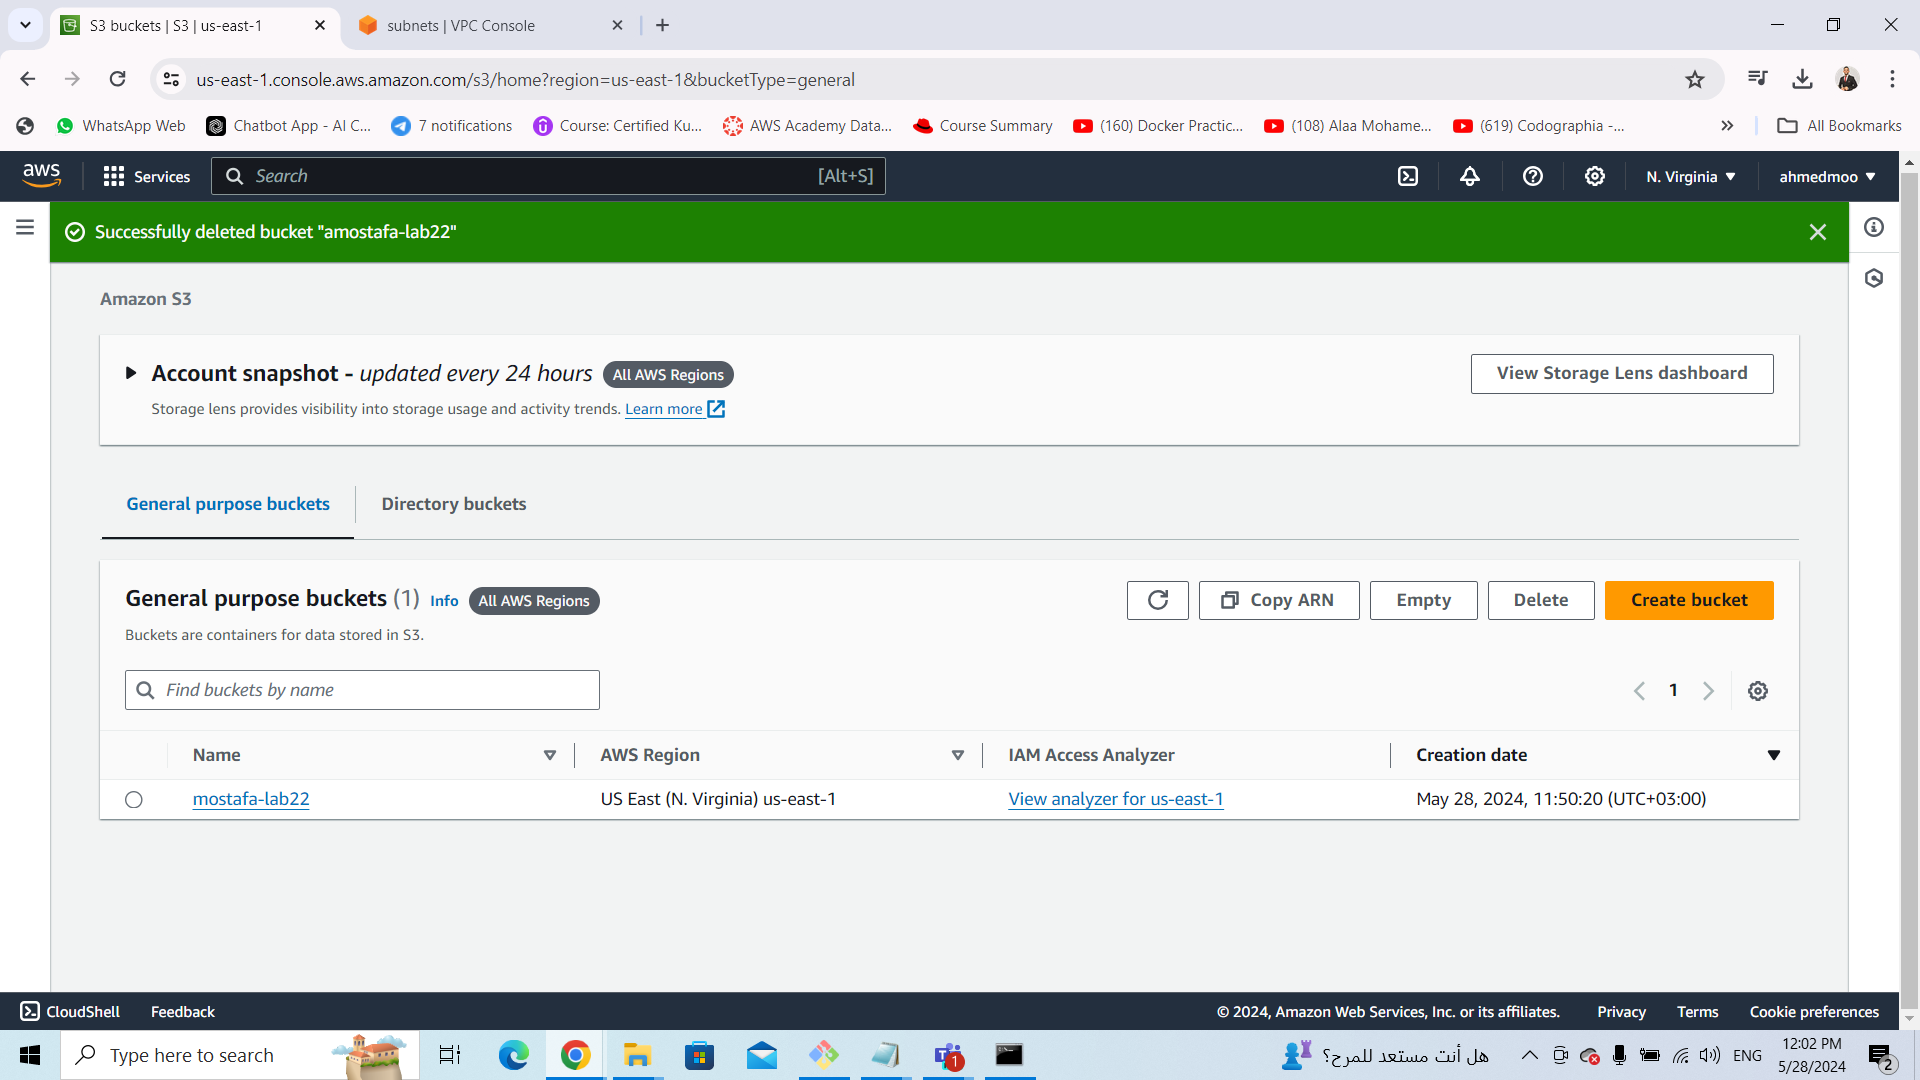 S3 buckets | S3 | us-east-1
subnets | VPC Console
us-east-1.console.aws.amazon.com/s3/home?region=us-east-1&bucketType=general
WhatsApp Web
Chatbot App - AI C...
7 notifications
Course: Certified Ku...
AWS Academy Data...
Course Summary
(160) Docker Practic...
(108) Alaa Mohame...
(619) Codographia -...
All Bookmarks
aws
Services
Search
[Alt+S]
N. Virginia
ahmedmoo
Successfully deleted bucket "amostafa-lab22"
Amazon S3
Account snapshot - updated every 24 hours
All AWS Regions
View Storage Lens dashboard
Storage lens provides visibility into storage usage and activity trends. Learn more
General purpose buckets
Directory buckets
General purpose buckets (1)
Info
All AWS Regions
Copy ARN
Empty
Delete
Create bucket
Buckets are containers for data stored in S3.
Find buckets by name
1
Name
AWS Region
IAM Access Analyzer
Creation date
mostafa-lab22
US East (N. Virginia) us-east-1
View analyzer for us-east-1
May 28, 2024, 11:50:20 (UTC+03:00)
CloudShell
Feedback
© 2024, Amazon Web Services, Inc. or its affiliates.
Privacy
Terms
Cookie preferences
Type here to search
1
هل أنت مستعد للمرح؟
ENG
12:02 PM
5/28/2024
2